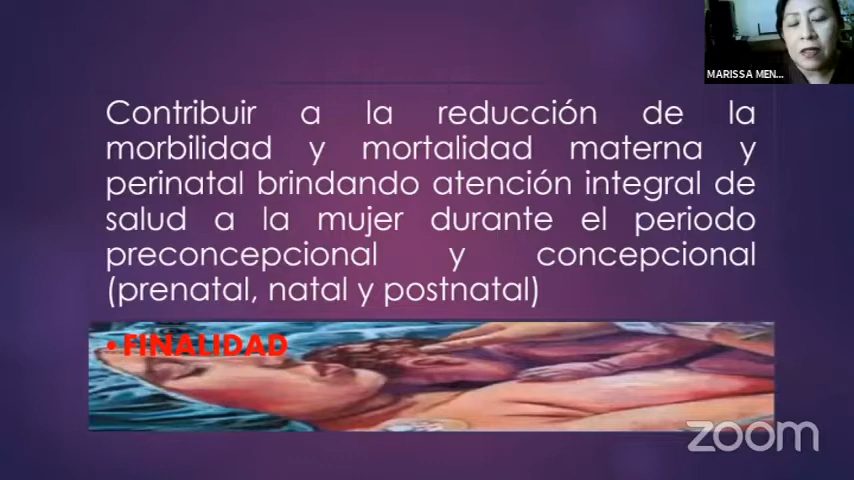 MARISSA MEN...
Contribuir a la reducción de la
morbilidad y mortalidad materna y
perinatal brindando atención integral de
salud a la mujer durante el periodo
preconcepcional y concepcional
(prenatal, natal y postnatal)
• FINALIDAD
zoom